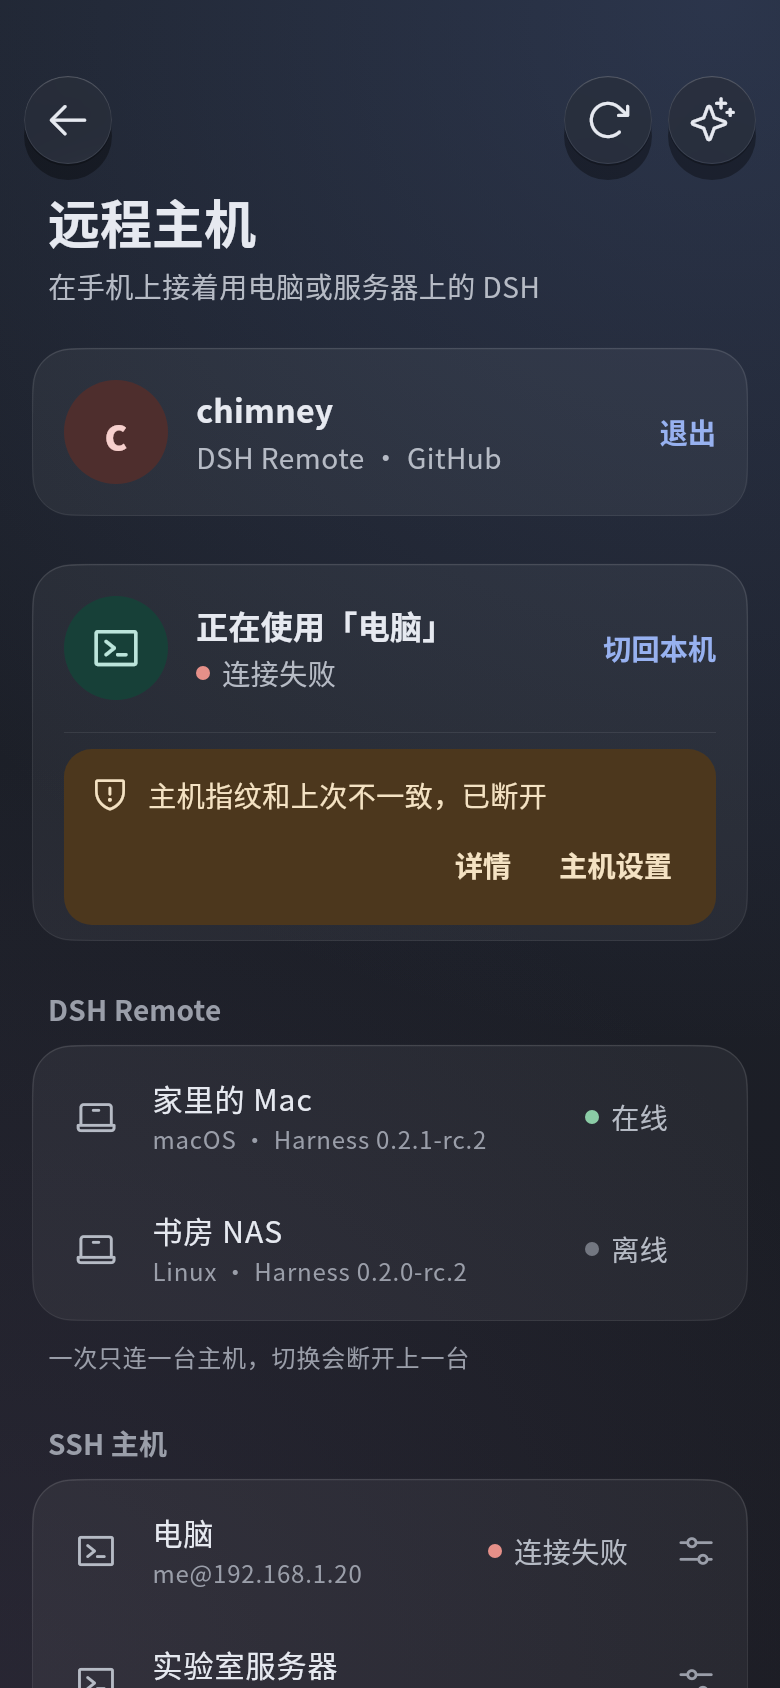 远程主机
在手机上接着用电脑或服务器上的 DSH
c
chimney
DSH Remote · GitHub
退出
正在使用「电脑」
连接失败
切回本机
主机指纹和上次不一致，已断开
详情
主机设置
DSH Remote
家里的 Mac
macOS · Harness 0.2.1-rc.2
在线
书房 NAS
Linux · Harness 0.2.0-rc.2
离线
一次只连一台主机，切换会断开上一台
SSH 主机
电脑
me@192.168.1.20
连接失败
实验室服务器